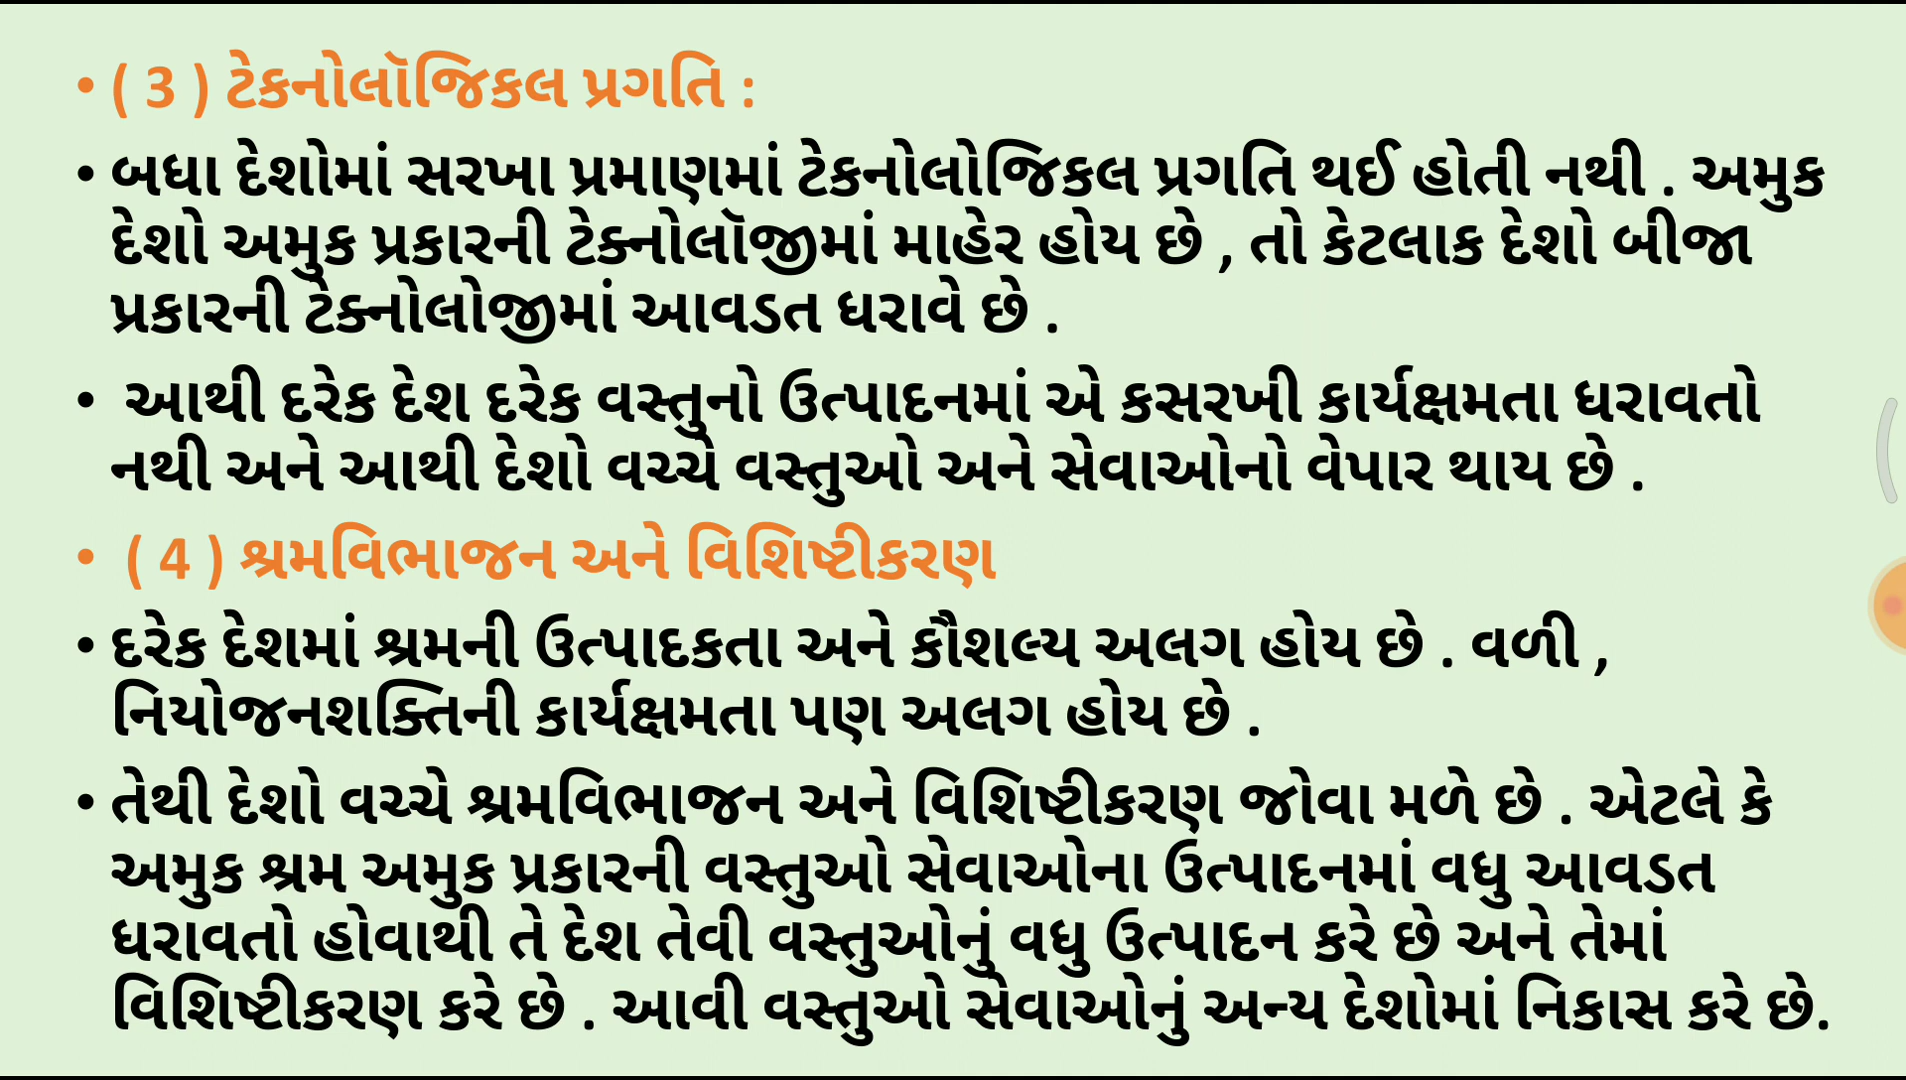 • ( 3 ) ટેકનોલૉજિકલ પ્રગતિ :
• બધા દેશોમાં સરખા પ્રમાણમાં ટેકનોલોજિકલ પ્રગતિ થઈ હોતી નથી . અમુક
દેશો અમુક પ્રકારની ટેક્નોલૉજીમાં માહેર હોય છે , તો કેટલાક દેશો બીજા
પ્રકારની ટેક્નોલોજીમાં આવડત ધરાવે છે .
• આથી દરેક દેશ દરેક વસ્તુનો ઉત્પાદનમાં એ કસરખી કાર્યક્ષમતા ધરાવતો
નથી અને આથી દેશો વચ્ચે વસ્તુઓ અને સેવાઓનો વેપાર થાય છે .
• ( 4 ) શ્રમવિભાજન અને વિશિષ્ટીકરણ
• દરેક દેશમાં શ્રમની ઉત્પાદકતા અને કૌશલ્ય અલગ હોય છે . વળી ,
નિયોજનશક્તિની કાર્યક્ષમતા પણ અલગ હોય છે .
• તેથી દેશો વચ્ચે શ્રમવિભાજન અને વિશિષ્ટીકરણ જોવા મળે છે . એટલે કે
અમુક શ્રમ અમુક પ્રકારની વસ્તુઓ સેવાઓના ઉત્પાદનમાં વધુ આવડત
ધરાવતો હોવાથી તે દેશ તેવી વસ્તુઓનું વધુ ઉત્પાદન કરે છે અને તેમાં
વિશિષ્ટીકરણ કરે છે . આવી વસ્તુઓ સેવાઓનું અન્ય દેશોમાં નિકાસ કરે છે.